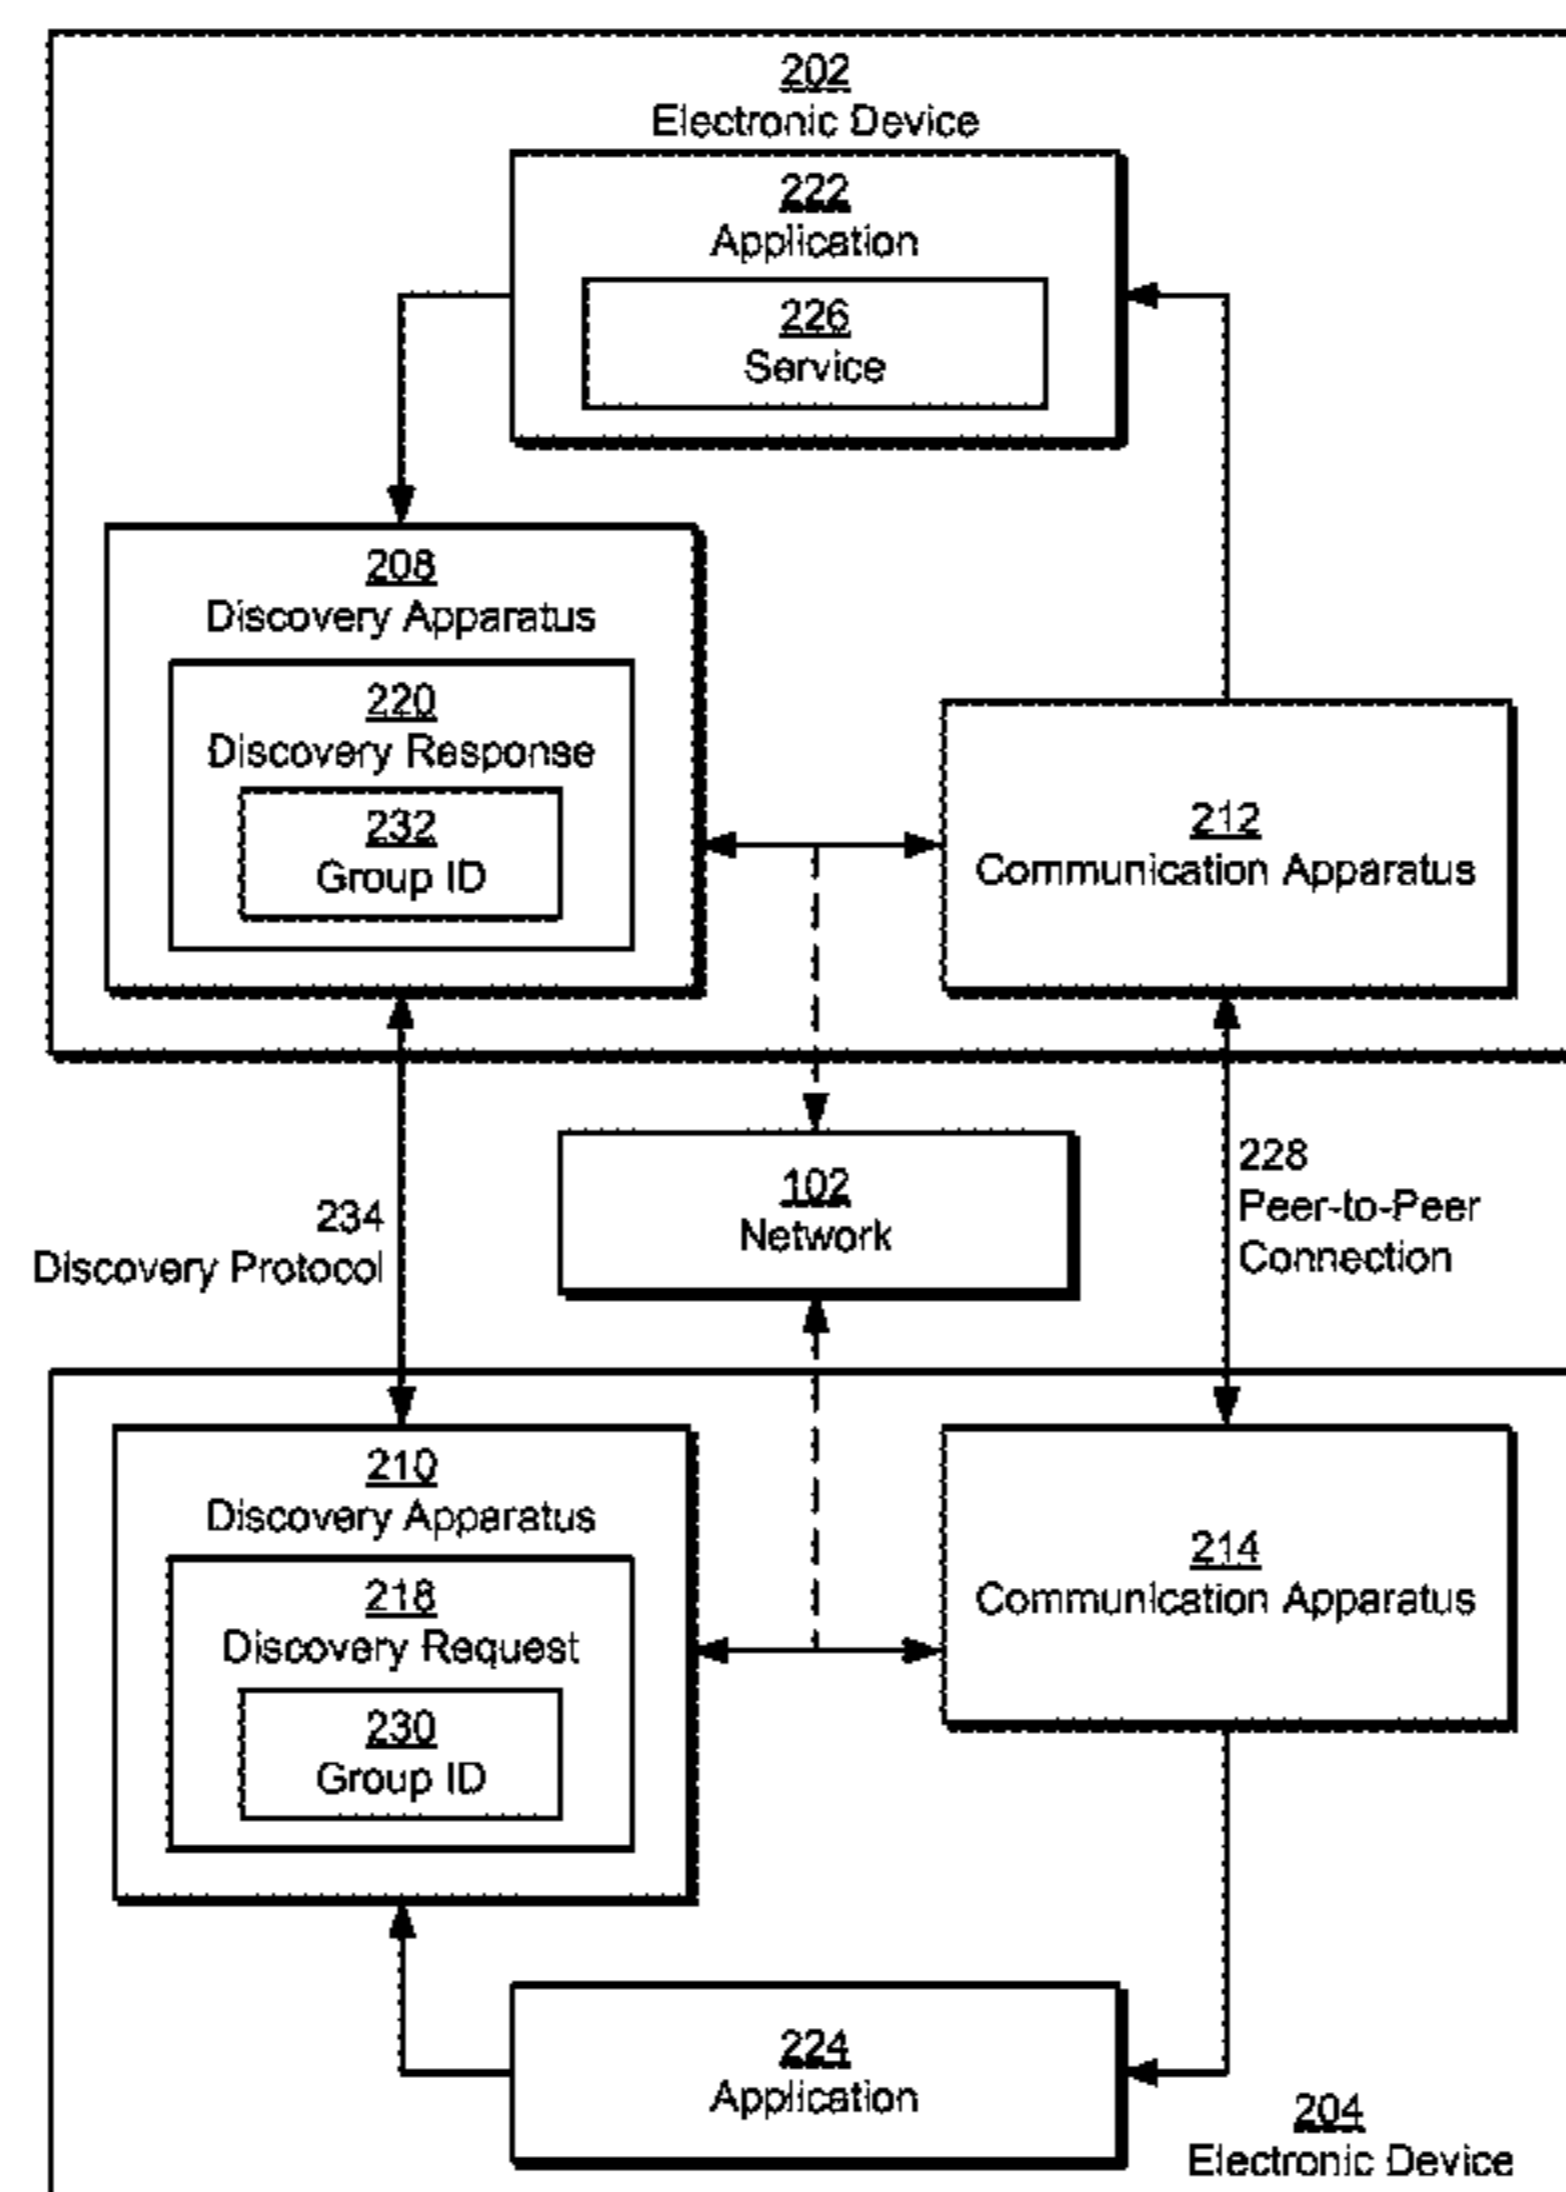 202
Electronic Device
222
Application
226
Service
208
Discovery Apparatus
220
Discovery Response
232
Group ID
212
Communication Apparatus
102
Network
228
Peer-to-Peer
Connection
234
Discovery Protocol
210
Discovery Apparatus
218
Discovery Request
230
Group ID
214
Communication Apparatus
224
Application
204
Electronic Device